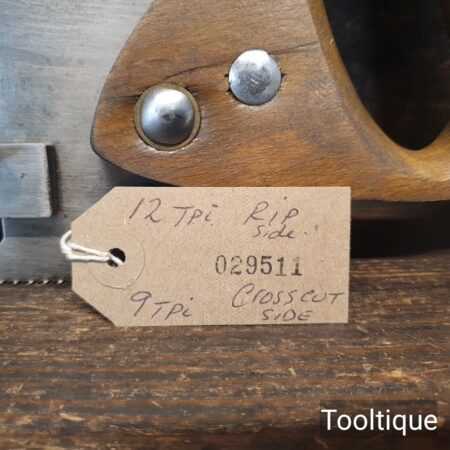 12 TPi Rip
side.
029511
9 TPi Crosscut
SIDE
Tooltique